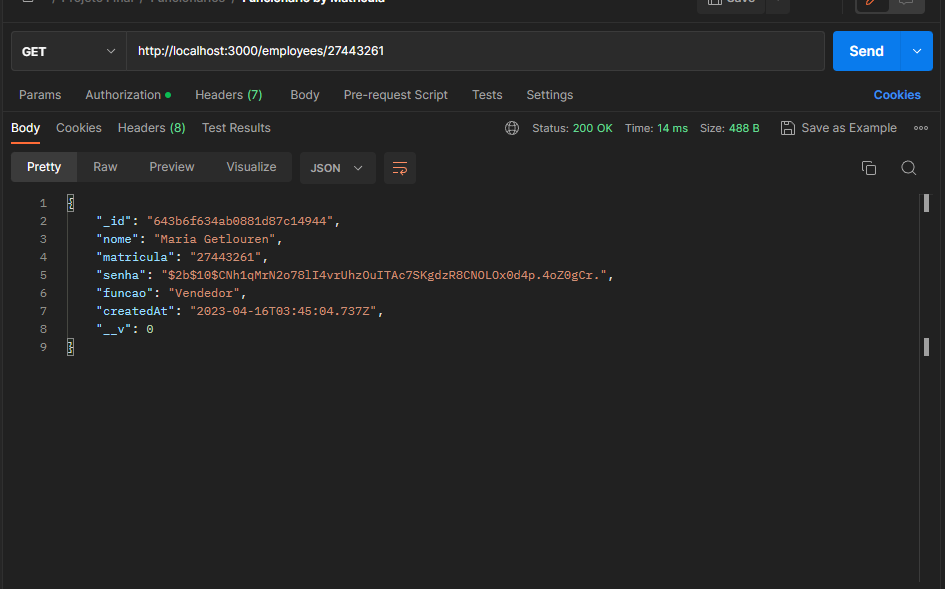 / Projeto Final / Funcionários / Funcionario by Matricula
Save
GET
http://localhost:3000/employees/27443261
Send
Params Authorization Headers (7) Body Pre-request Script Tests Settings Cookies
Body Cookies Headers (8) Test Results Status: 200 OK Time: 14 ms Size: 488 B Save as Example
Pretty Raw Preview Visualize JSON
1 {
2 "_id": "643b6f634ab0881d87c14944",
3 "nome": "Maria Getlouren",
4 "matricula": "27443261",
5 "senha": "$2b$10$CNh1qMrN2o78lI4vrUhzOuITAc7SKgdzR8CNOLOx0d4p.4oZ0gCr.",
6 "funcao": "Vendedor",
7 "createdAt": "2023-04-16T03:45:04.737Z",
8 "__v": 0
9 }